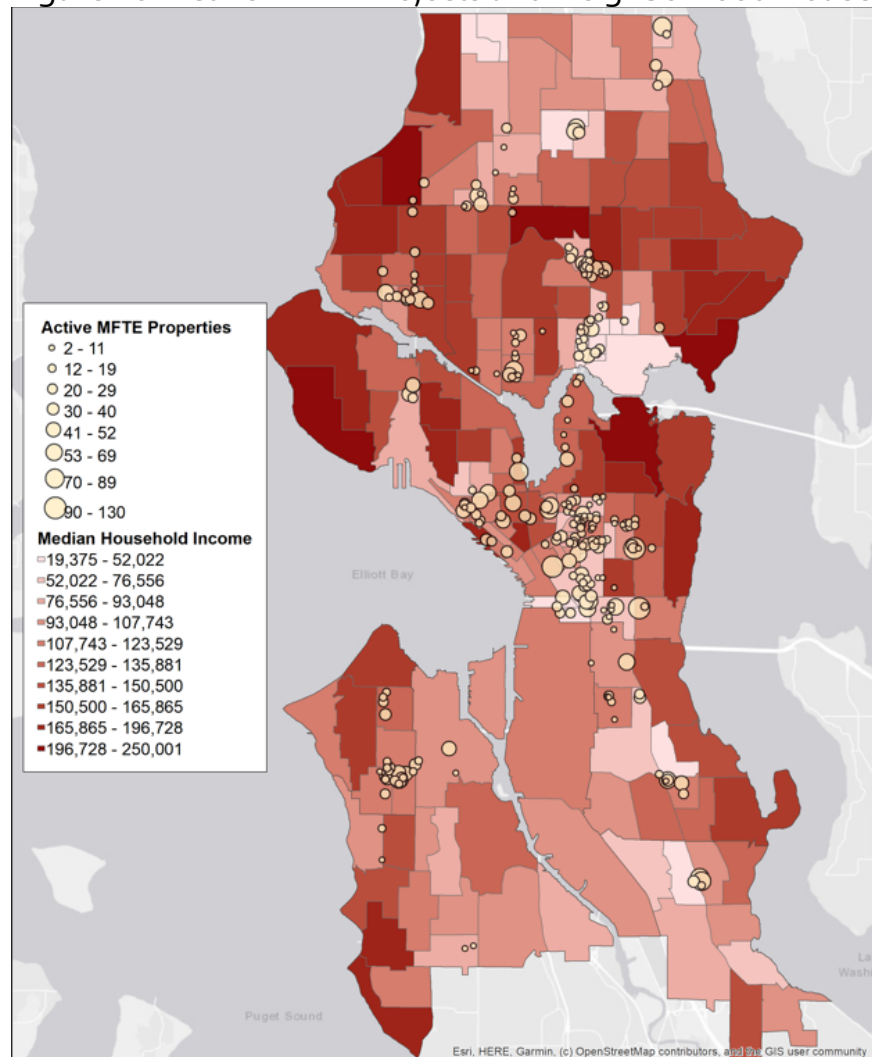 Active MFTE Properties
2 - 11
12 - 19
20 - 29
30 - 40
41 - 52
53 - 69
70 - 89
90 - 130
Median Household Income
19,375 - 52,022
52,022 - 76,556
76,556 - 93,048
93,048 - 107,743
107,743 - 123,529
123,529 - 135,881
135,881 - 150,500
150,500 - 165,865
165,865 - 196,728
196,728 - 250,001
Elliott Bay
Puget Sound
Esri, HERE, Garmin, (c) OpenStreetMap contributors, and the GIS user community